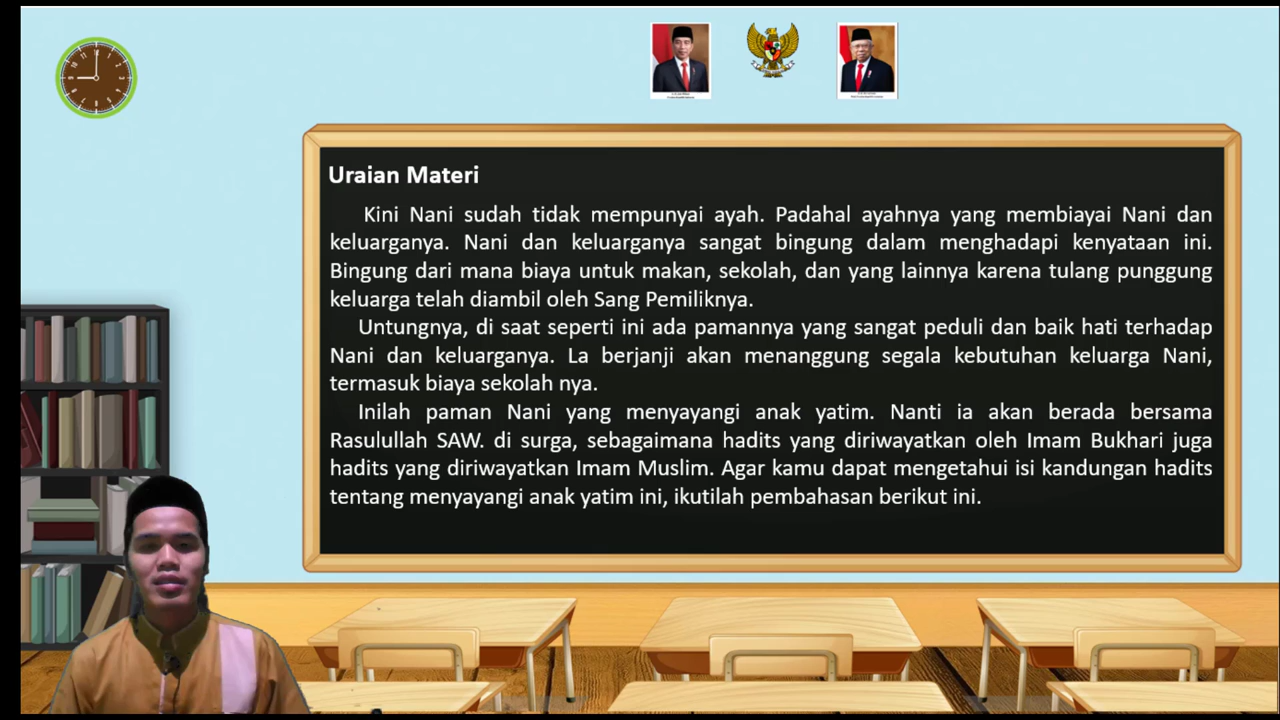 Uraian Materi
Kini Nani sudah tidak mempunyai ayah. Padahal ayahnya yang membiayai Nani dan
keluarganya. Nani dan keluarganya sangat bingung dalam menghadapi kenyataan ini.
Bingung dari mana biaya untuk makan, sekolah, dan yang lainnya karena tulang punggung
keluarga telah diambil oleh Sang Pemiliknya.
Untungnya, di saat seperti ini ada pamannya yang sangat peduli dan baik hati terhadap
Nani dan keluarganya. La berjanji akan menanggung segala kebutuhan keluarga Nani,
termasuk biaya sekolah nya.
Inilah paman Nani yang menyayangi anak yatim. Nanti ia akan berada bersama
Rasulullah SAW. di surga, sebagaimana hadits yang diriwayatkan oleh Imam Bukhari juga
hadits yang diriwayatkan Imam Muslim. Agar kamu dapat mengetahui isi kandungan hadits
tentang menyayangi anak yatim ini, ikutilah pembahasan berikut ini.